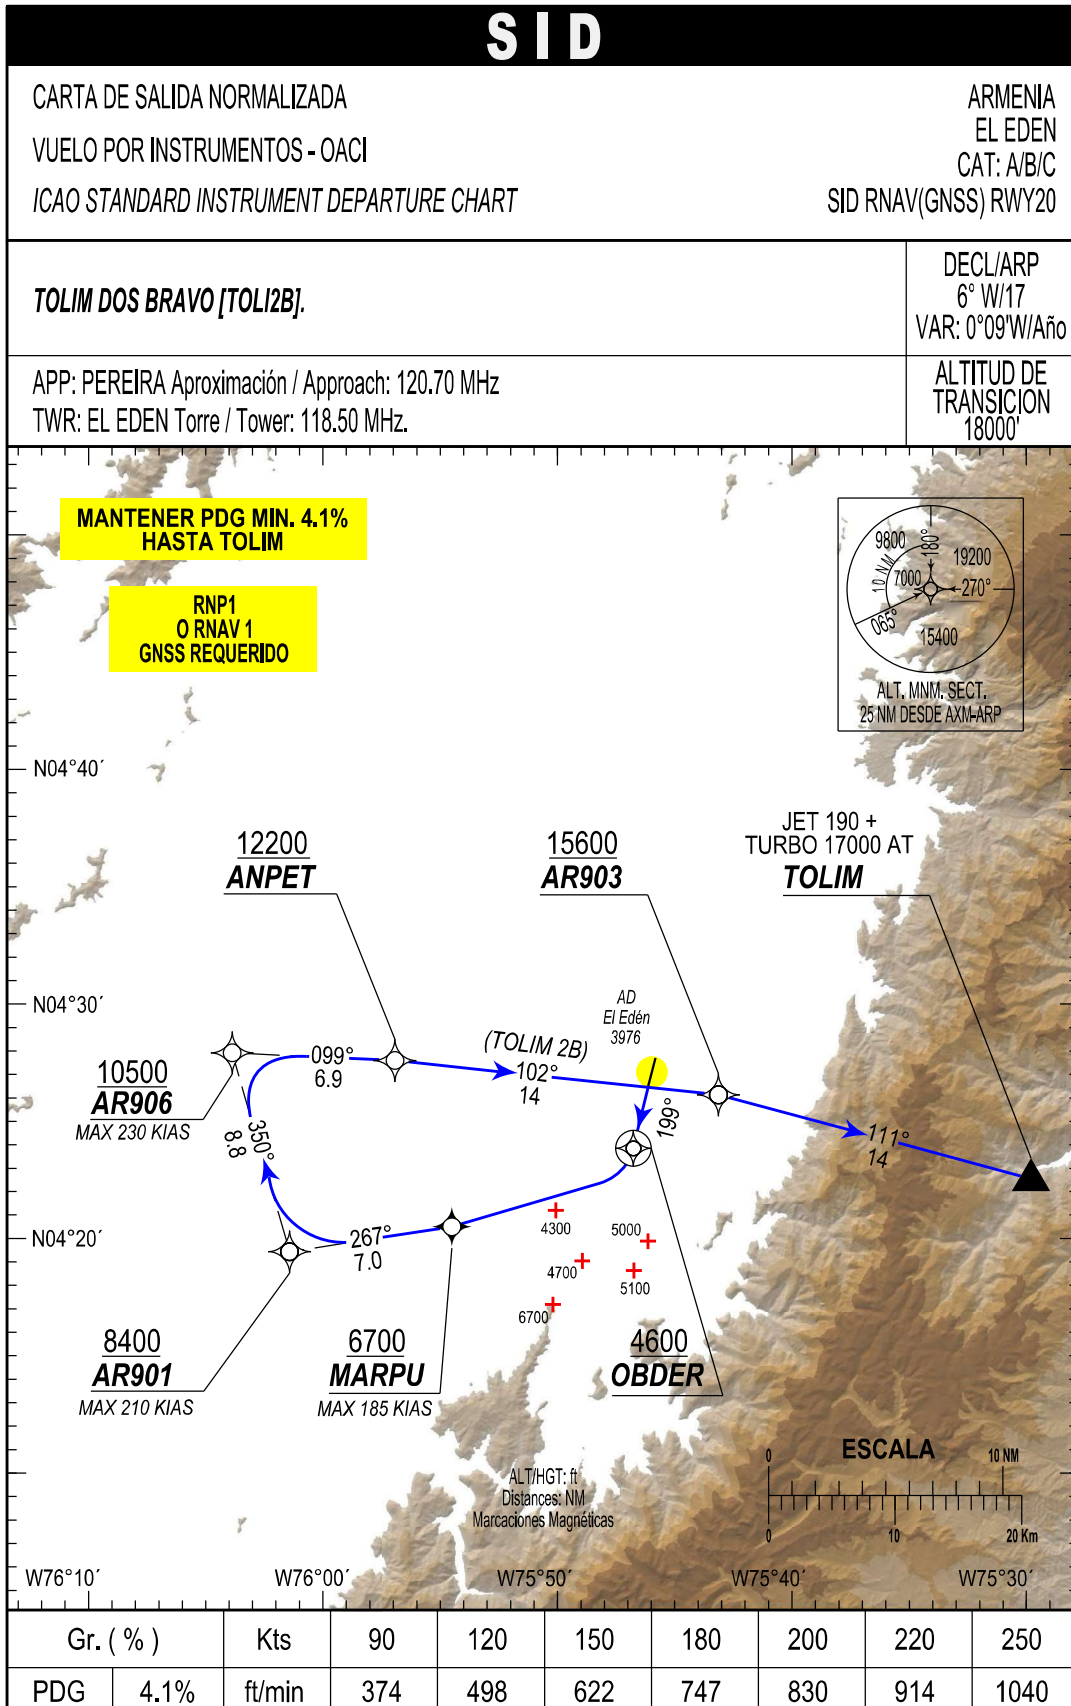 SID
CARTA DE SALIDA NORMALIZADA
VUELO POR INSTRUMENTOS - OACI
ICAO STANDARD INSTRUMENT DEPARTURE CHART
ARMENIA
EL EDEN
CAT: A/B/C
SID RNAV(GNSS) RWY20
TOLIM DOS BRAVO [TOLI2B].
DECL/ARP
6° W/17
VAR: 0°09'W/Año
APP: PEREIRA Aproximación / Approach: 120.70 MHz
TWR: EL EDEN Torre / Tower: 118.50 MHz.
ALTITUD DE
TRANSICION
18000'
MANTENER PDG MIN. 4.1%
HASTA TOLIM
RNP1
O RNAV 1
GNSS REQUERIDO
9800
180°
19200
10 NM
7000
270°
065°
15400
ALT. MNM. SECT.
25 NM DESDE AXM-ARP
N04°40´
JET 190 +
TURBO 17000 AT
TOLIM
12200
ANPET
15600
AR903
N04°30´
AD
El Edén
3976
(TOLIM 2B)
099°
6.9
102°
14
10500
AR906
MAX 230 KIAS
350°
8.8
199°
111°
14
N04°20´
267°
7.0
4300
5000
4700
5100
6700
8400
AR901
MAX 210 KIAS
6700
MARPU
MAX 185 KIAS
4600
OBDER
ALT/HGT: ft
Distances: NM
Marcaciones Magnéticas
ESCALA
0
10 NM
0
10
20 Km
W76°10´
W76°00´
W75°50´
W75°40´
W75°30´
Gr. ( % )
Kts
90
120
150
180
200
220
250
PDG
4.1%
ft/min
374
498
622
747
830
914
1040